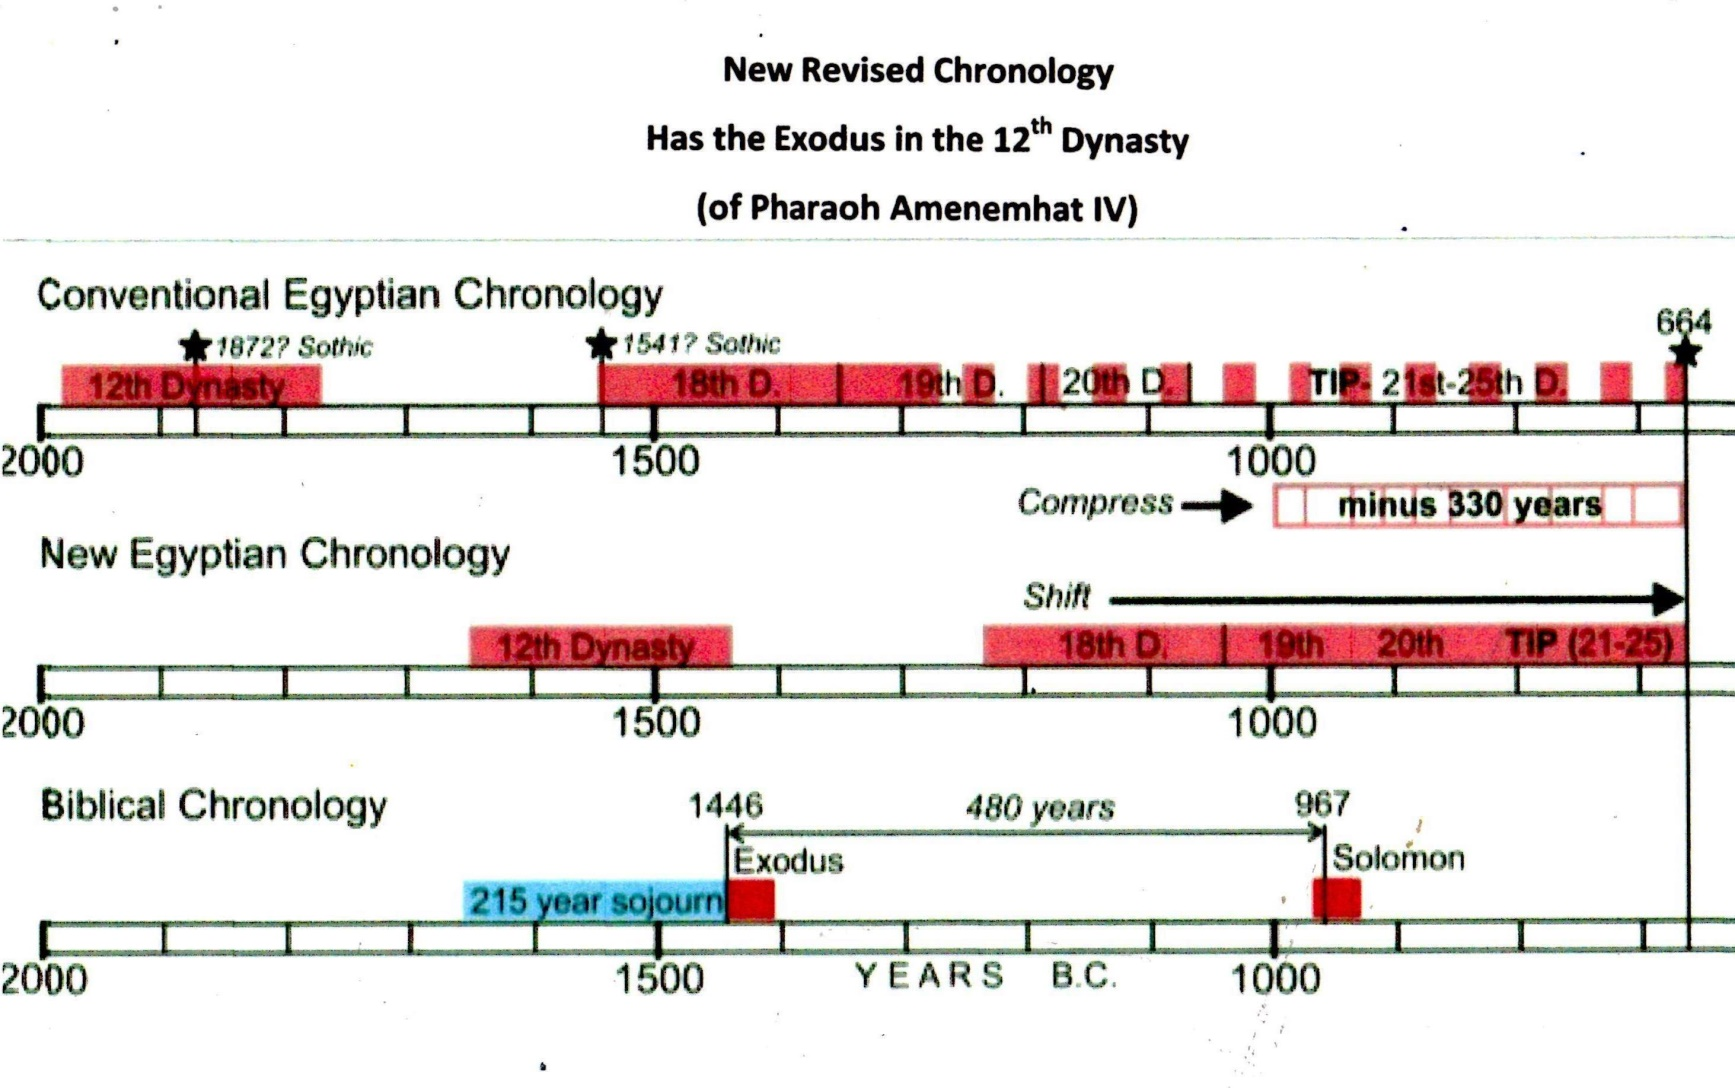 New Revised Chronology
Has the Exodus in the 12th Dynasty
(of Pharaoh Amenemhat IV)
Conventional Egyptian Chronology
664
1872? Sothic
1541? Sothic
12th Dynasty
18th D.
19th D.
20th D.
TIP- 21st-25th D.
2000
1500
1000
Compress
minus 330 years
New Egyptian Chronology
Shift
12th Dynasty
18th D.
19th
20th
TIP (21-25)
2000
1500
1000
Biblical Chronology
1446
480 years
967
Exodus
Solomon
215 year sojourn
2000
1500
YEARS B.C.
1000